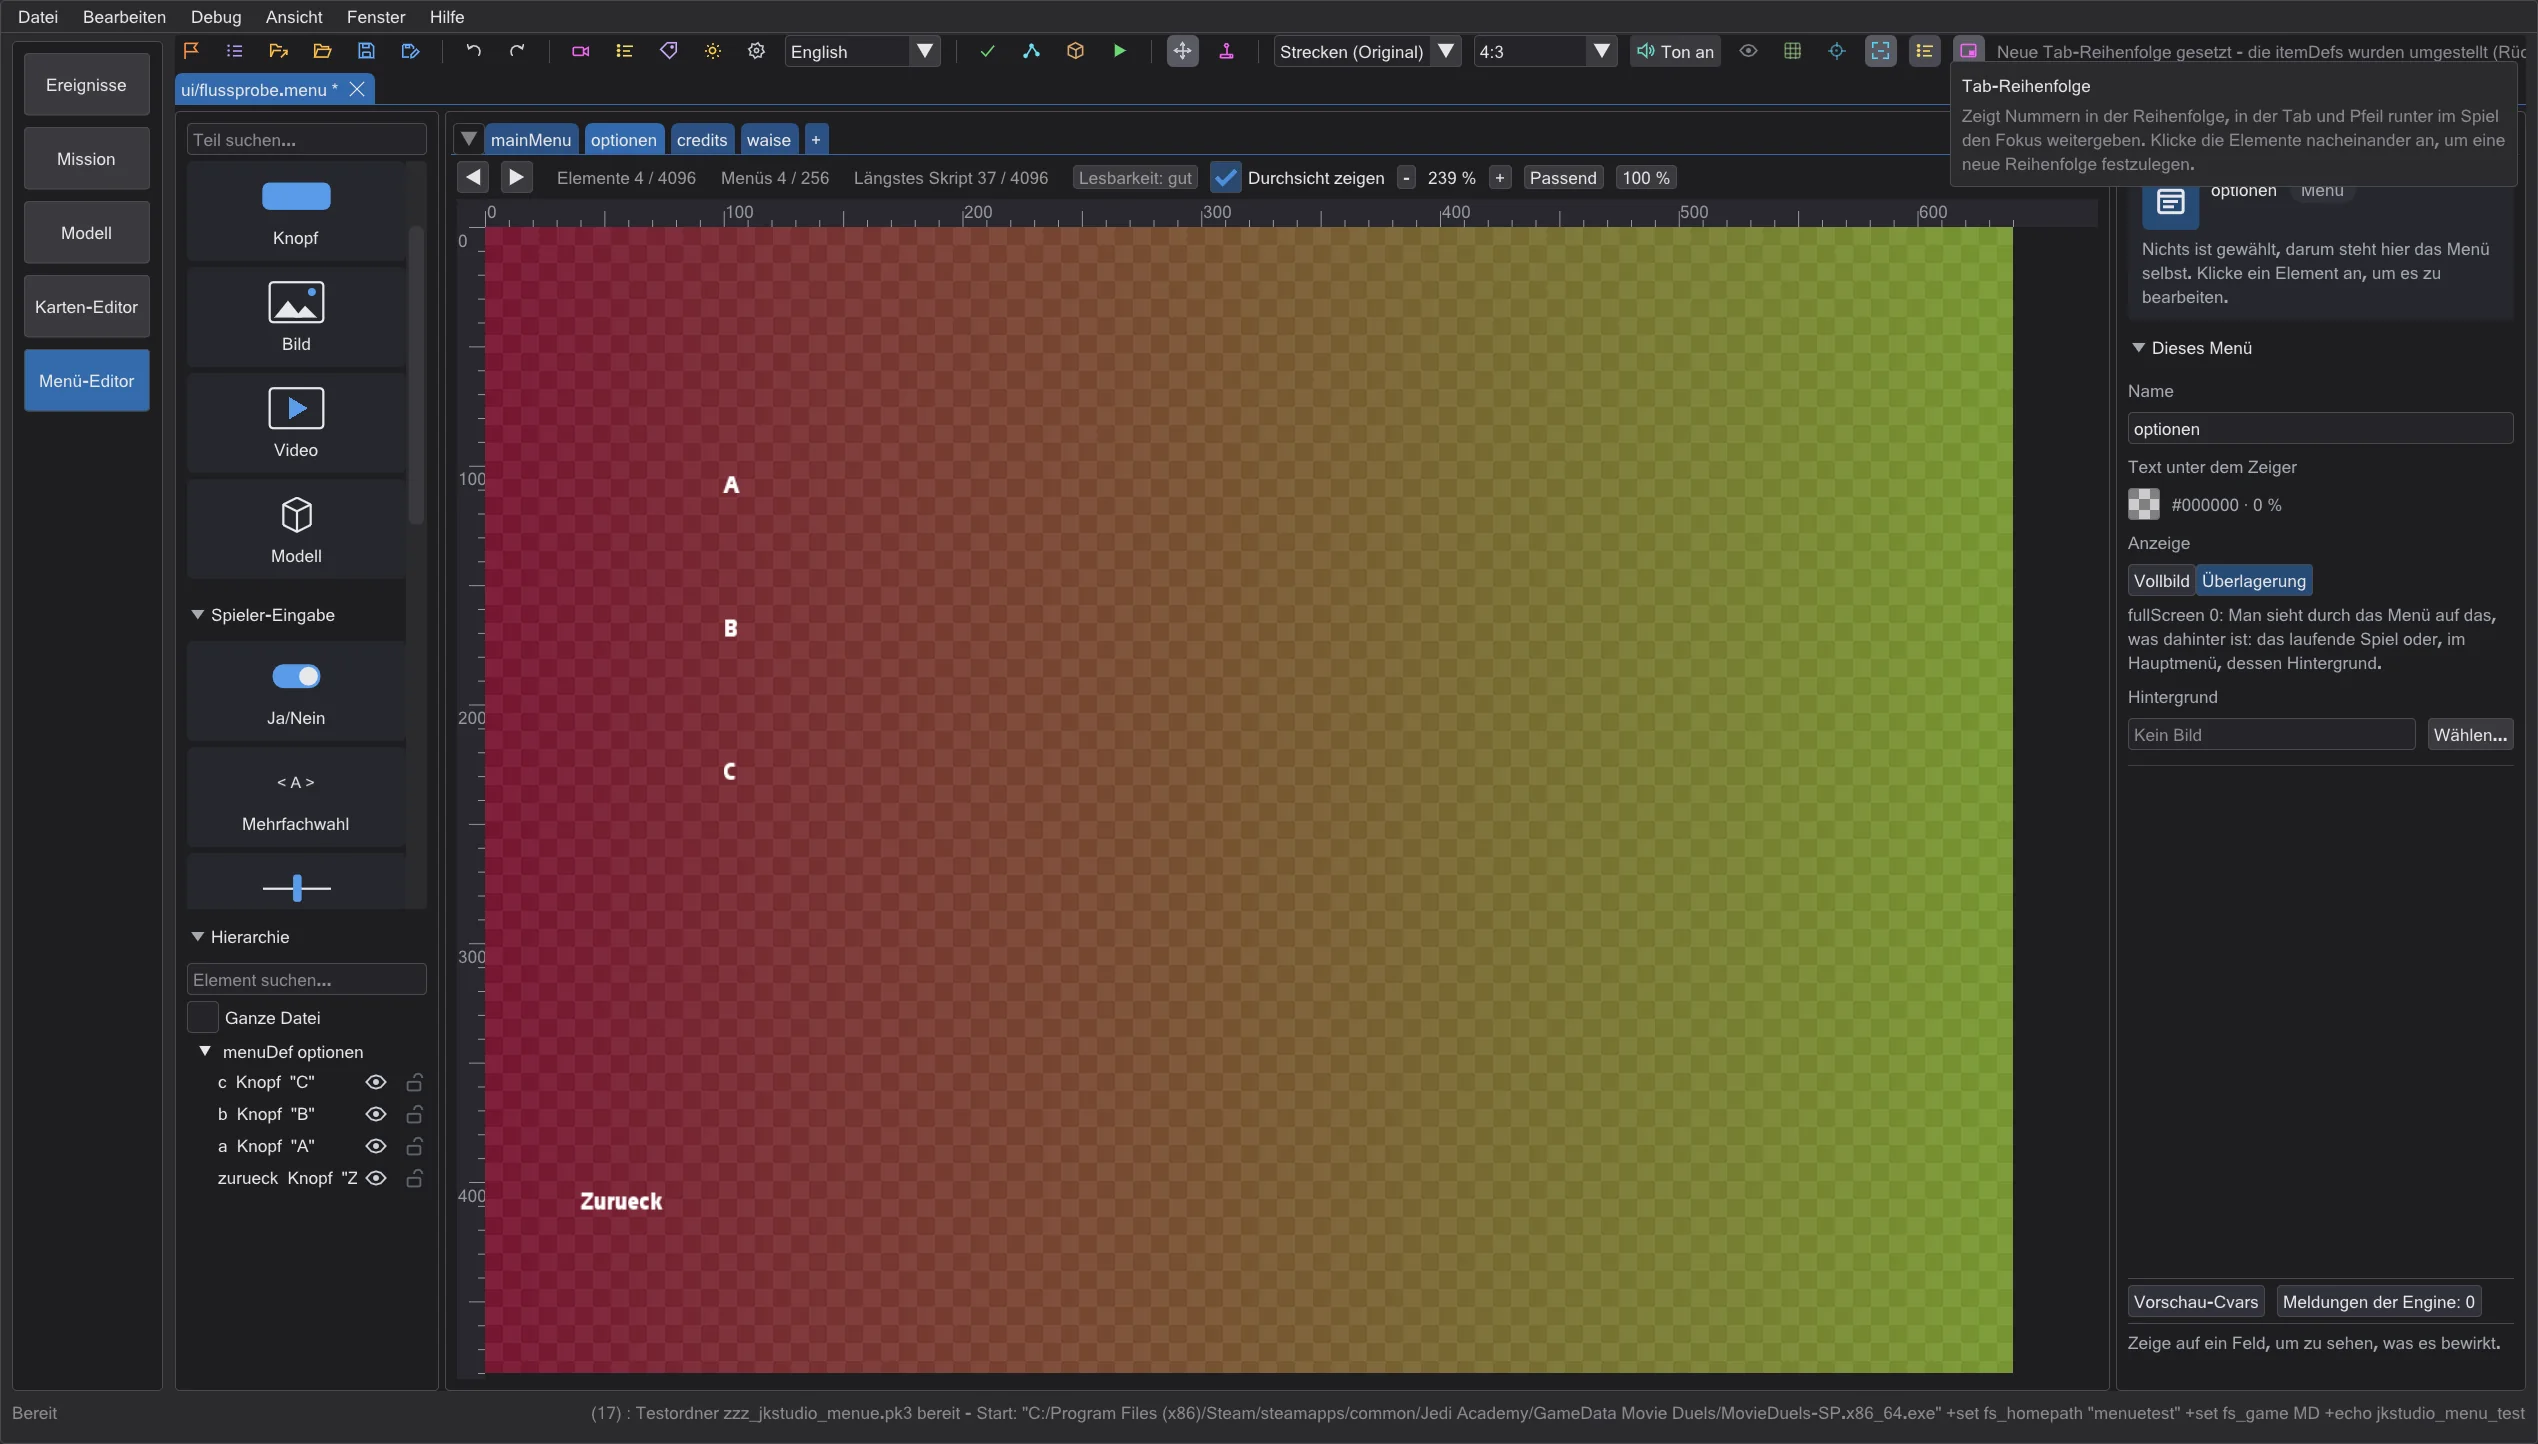 Datei Bearbeiten Debug Ansicht Fenster Hilfe
Ereignisse
Mission
Modell
Karten-Editor
Menü-Editor
English
Strecken (Original)
4:3
Ton an
Neue Tab-Reihenfolge gesetzt - die itemDefs wurden umgestellt (Rüc
ui/flussprobe.menu *
Tab-Reihenfolge
Zeigt Nummern in der Reihenfolge, in der Tab und Pfeil runter im Spiel
den Fokus weitergeben. Klicke die Elemente nacheinander an, um eine
neue Reihenfolge festzulegen.
Teil suchen...
Knopf
Bild
Video
Modell
Spieler-Eingabe
Ja/Nein
< A >
Mehrfachwahl
Hierarchie
Element suchen...
Ganze Datei
menuDef optionen
c Knopf "C"
b Knopf "B"
a Knopf "A"
zurueck Knopf "Z
mainMenu optionen credits waise +
Elemente 4 / 4096 Menüs 4 / 256 Längstes Skript 37 / 4096 Lesbarkeit: gut Durchsicht zeigen - 239 % + Passend 100 %
0 100 200 300 400 500 600
0
100
200
300
400
A
B
C
Zurueck
optionen Menü
Nichts ist gewählt, darum steht hier das Menü
selbst. Klicke ein Element an, um es zu
bearbeiten.
Dieses Menü
Name
optionen
Text unter dem Zeiger
#000000 · 0 %
Anzeige
Vollbild Überlagerung
fullScreen 0: Man sieht durch das Menü auf das,
was dahinter ist: das laufende Spiel oder, im
Hauptmenü, dessen Hintergrund.
Hintergrund
Kein Bild Wählen...
Vorschau-Cvars Meldungen der Engine: 0
Zeige auf ein Feld, um zu sehen, was es bewirkt.
Bereit
(17) : Testordner zzz_jkstudio_menue.pk3 bereit - Start: "C:/Program Files (x86)/Steam/steamapps/common/Jedi Academy/GameData Movie Duels/MovieDuels-SP.x86_64.exe" +set fs_homepath "menuetest" +set fs_game MD +echo jkstudio_menu_test